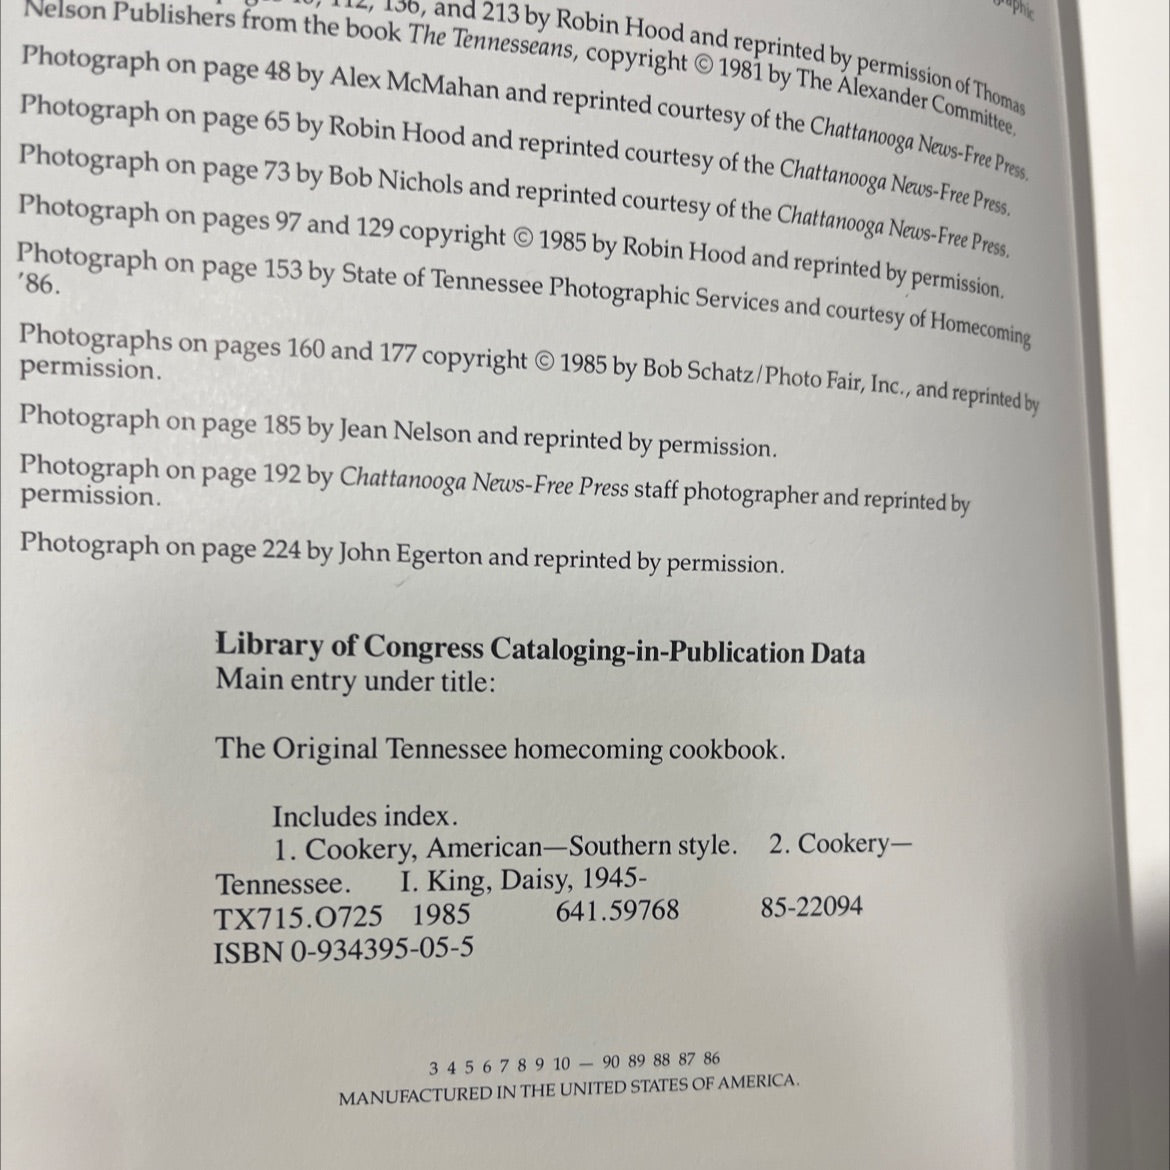 112, 136, and 213 by Robin Hood and reprinted by permission of Thomas
Nelson Publishers from the book The Tennesseans, copyright © 1981 by The Alexander Committee.
Photograph on page 48 by Alex McMahan and reprinted courtesy of the Chattanooga News-Free Press.
Photograph on page 65 by Robin Hood and reprinted courtesy of the Chattanooga News-Free Press.
Photograph on page 73 by Bob Nichols and reprinted courtesy of the Chattanooga News-Free Press.
Photograph on pages 97 and 129 copyright © 1985 by Robin Hood and reprinted by permission.
Photograph on page 153 by State of Tennessee Photographic Services and courtesy of Homecoming
'86.
Photographs on pages 160 and 177 copyright © 1985 by Bob Schatz/Photo Fair, Inc., and reprinted by
permission.
Photograph on page 185 by Jean Nelson and reprinted by permission.
Photograph on page 192 by Chattanooga News-Free Press staff photographer and reprinted by
permission.
Photograph on page 224 by John Egerton and reprinted by permission.
Library of Congress Cataloging-in-Publication Data
Main entry under title:
The Original Tennessee homecoming cookbook.
Includes index.
1. Cookery, American—Southern style. 2. Cookery—
Tennessee. I. King, Daisy, 1945-
TX715.O725 1985 641.59768 85-22094
ISBN 0-934395-05-5
3 4 5 6 7 8 9 10 — 90 89 88 87 86
MANUFACTURED IN THE UNITED STATES OF AMERICA.